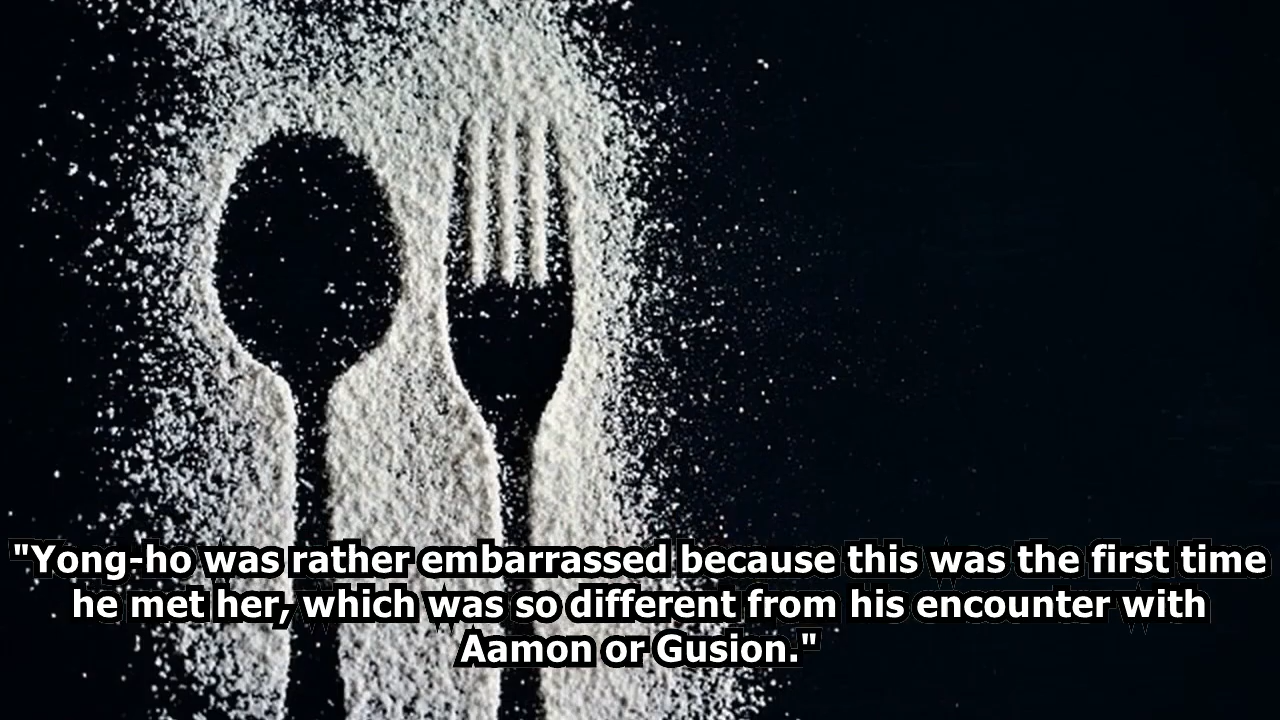 "Yong-ho was rather embarrassed because this was the first time
he met her, which was so different from his encounter with
Aamon or Gusion."